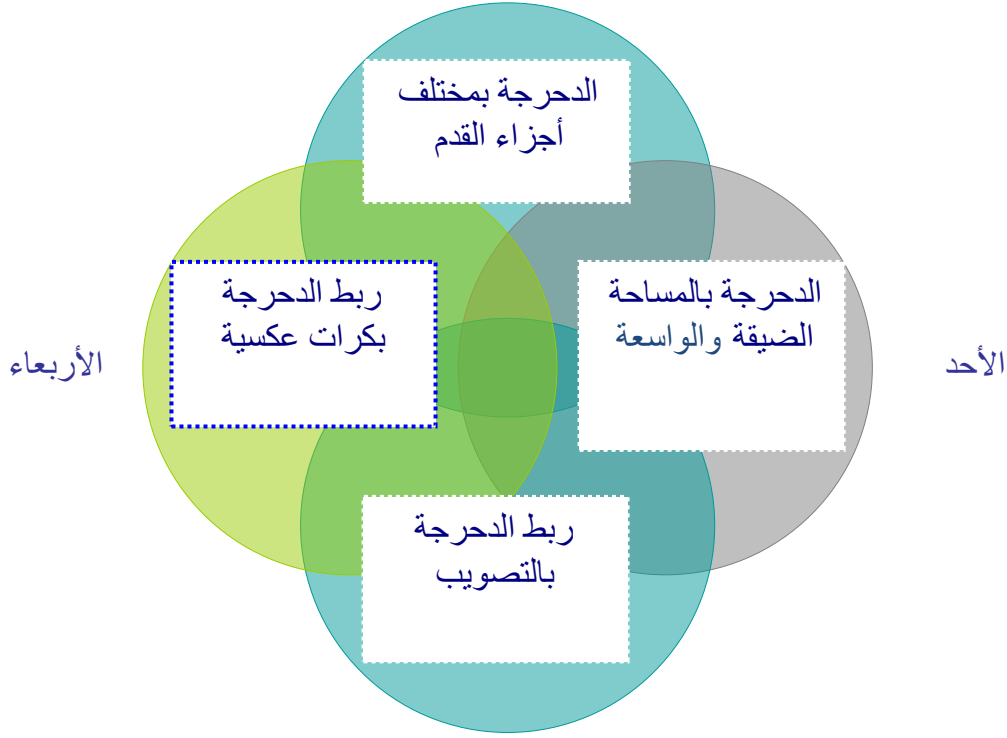 الدحرجة بمختلف
أجزاء القدم
الدحرجة بالمساحة
الضيقة والواسعة
الأحد
ربط الدحرجة
بكرات عكسية
الأربعاء
ربط الدحرجة
بالتصويب